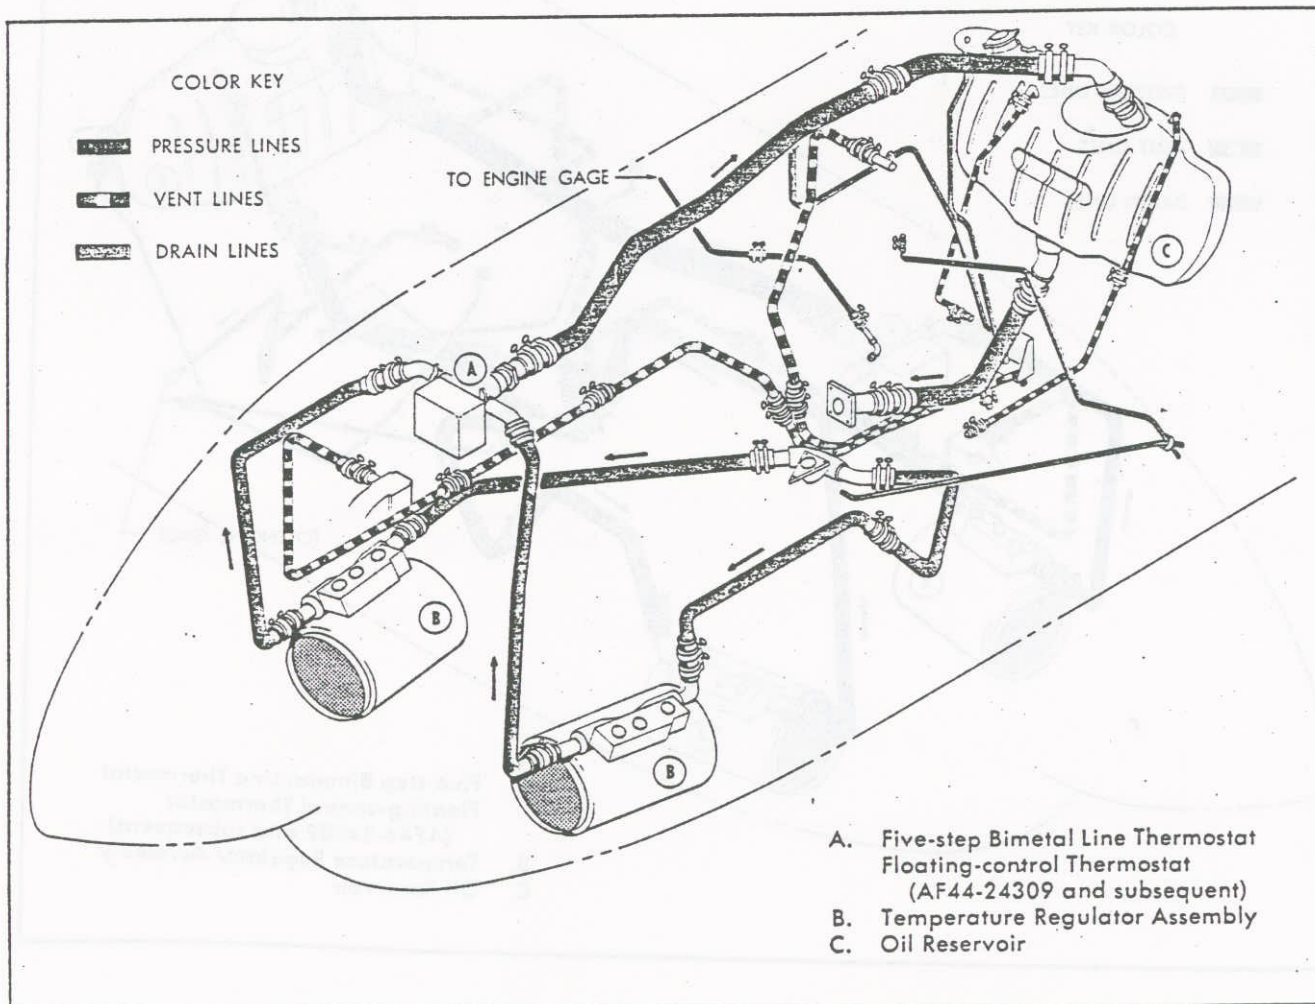 COLOR KEY
PRESSURE LINES
VENT LINES
DRAIN LINES
TO ENGINE GAGE
A
C
B
B
A. Five-step Bimetal Line Thermostat
Floating-control Thermostat
(AF44-24309 and subsequent)
B. Temperature Regulator Assembly
C. Oil Reservoir